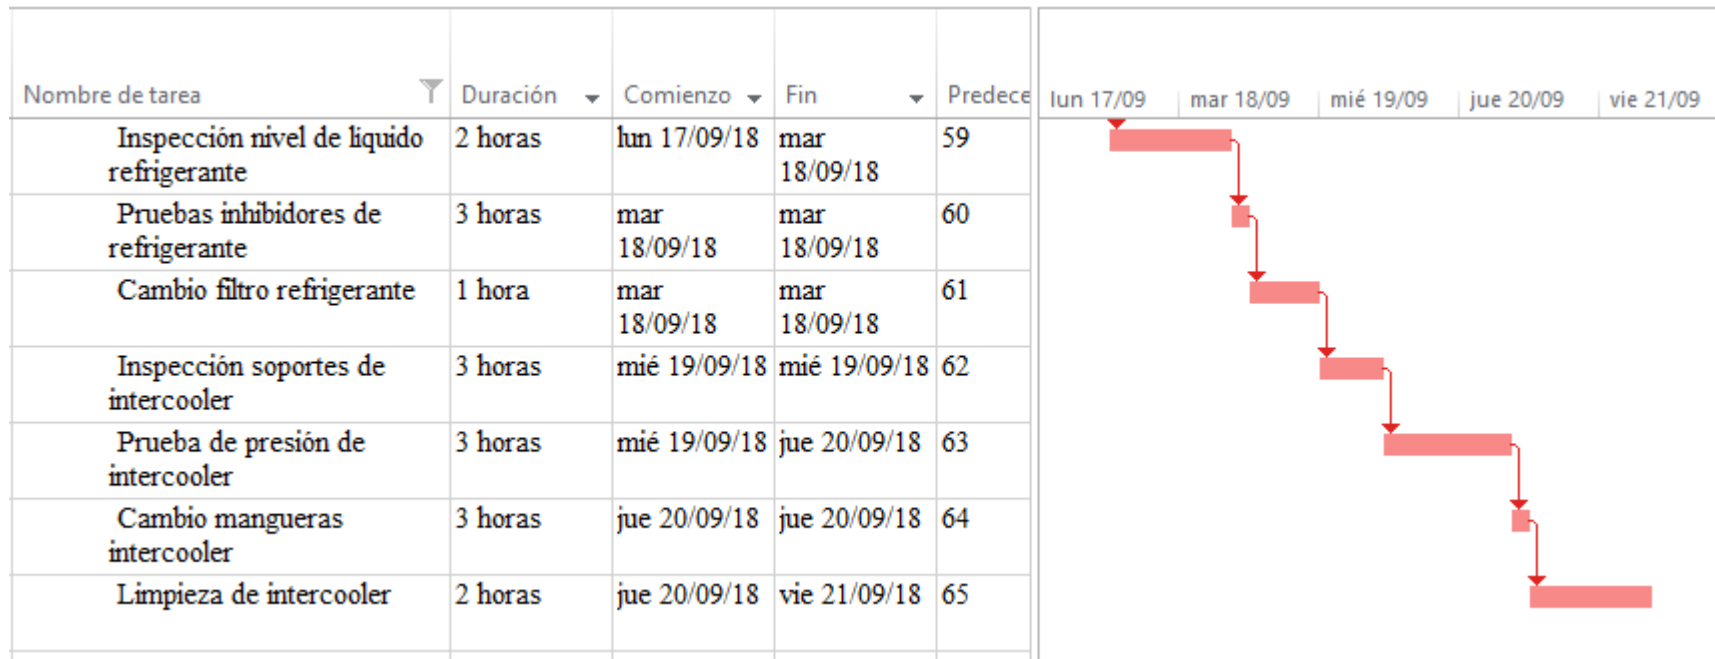 Nombre de tarea Duración Comienzo Fin Predece lun 17/09 mar 18/09 mié 19/09 jue 20/09 vie 21/09
Inspección nivel de líquido 2 horas lun 17/09/18 mar 59
refrigerante 18/09/18
Pruebas inhibidores de 3 horas mar mar 60
refrigerante 18/09/18 18/09/18
Cambio filtro refrigerante 1 hora mar mar 61
18/09/18 18/09/18
Inspección soportes de 3 horas mié 19/09/18 mié 19/09/18 62
intercooler
Prueba de presión de 3 horas mié 19/09/18 jue 20/09/18 63
intercooler
Cambio mangueras 3 horas jue 20/09/18 jue 20/09/18 64
intercooler
Limpieza de intercooler 2 horas jue 20/09/18 vie 21/09/18 65